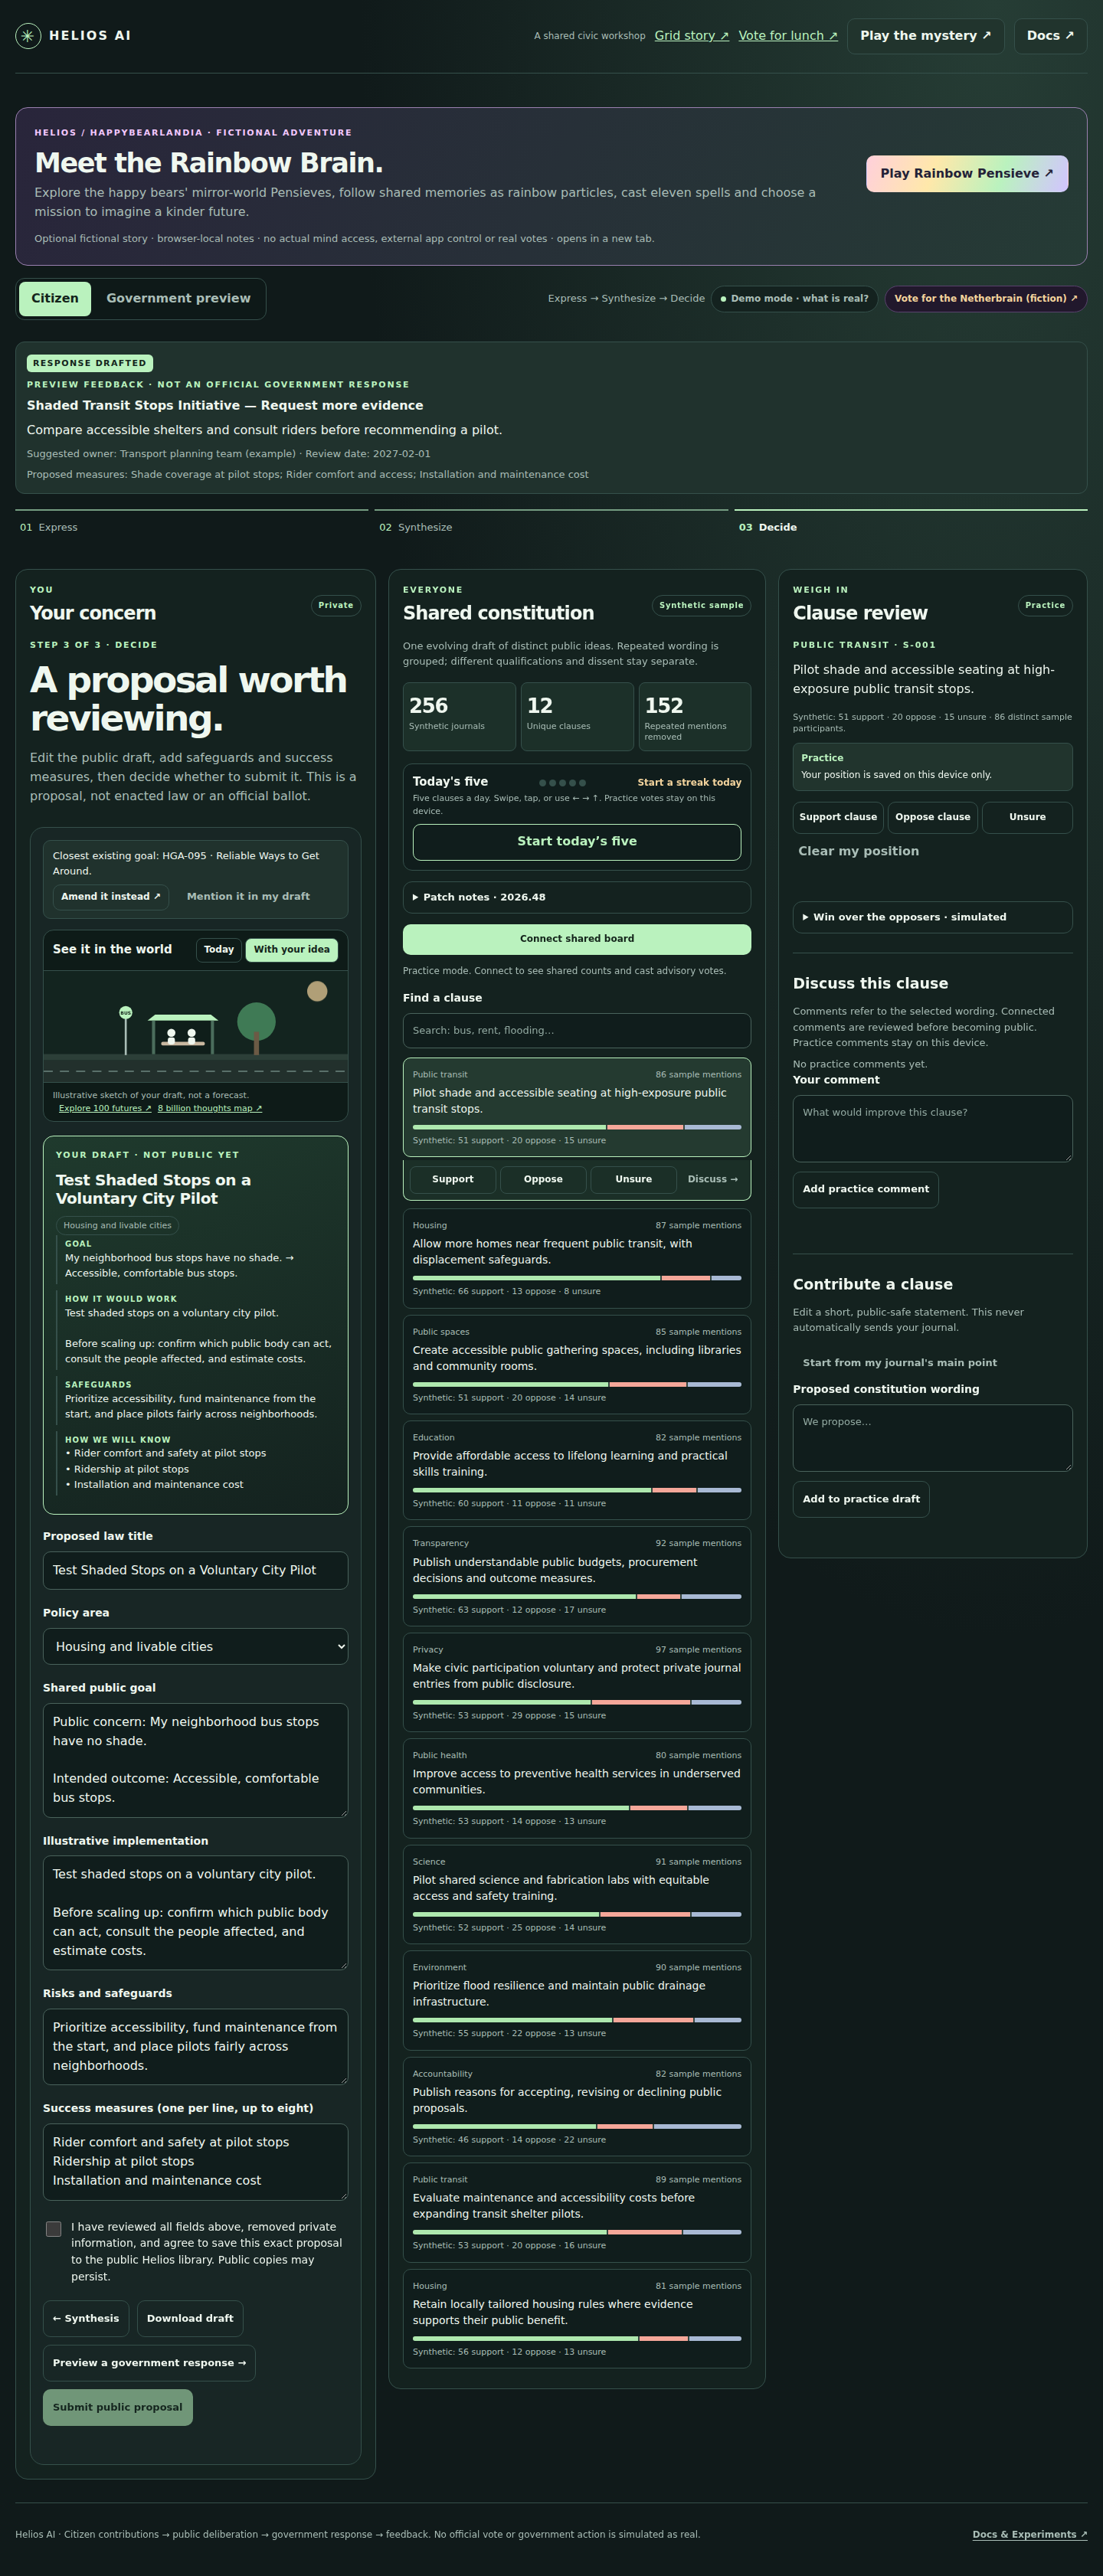 HELIOS AI
A shared civic workshop
Grid story ↗
Vote for lunch ↗
Play the mystery ↗
Docs ↗
HELIOS / HAPPYBEARLANDIA · FICTIONAL ADVENTURE
Meet the Rainbow Brain.
Explore the happy bears' mirror-world Pensieves, follow shared memories as rainbow particles, cast eleven spells and choose a
mission to imagine a kinder future.
Optional fictional story · browser-local notes · no actual mind access, external app control or real votes · opens in a new tab.
Play Rainbow Pensieve ↗
Citizen
Government preview
Express → Synthesize → Decide
Demo mode · what is real?
Vote for the Netherbrain (fiction) ↗
RESPONSE DRAFTED
PREVIEW FEEDBACK · NOT AN OFFICIAL GOVERNMENT RESPONSE
Shaded Transit Stops Initiative — Request more evidence
Compare accessible shelters and consult riders before recommending a pilot.
Suggested owner: Transport planning team (example) · Review date: 2027-02-01
Proposed measures: Shade coverage at pilot stops; Rider comfort and access; Installation and maintenance cost
01 Express
02 Synthesize
03 Decide
YOU
Your concern
Private
STEP 3 OF 3 · DECIDE
A proposal worth
reviewing.
Edit the public draft, add safeguards and success
measures, then decide whether to submit it. This is a
proposal, not enacted law or an official ballot.
Closest existing goal: HGA-095 · Reliable Ways to Get
Around.
Amend it instead ↗
Mention it in my draft
See it in the world
Today
With your idea
BUS
Illustrative sketch of your draft, not a forecast.
Explore 100 futures ↗
8 billion thoughts map ↗
YOUR DRAFT · NOT PUBLIC YET
Test Shaded Stops on a
Voluntary City Pilot
Housing and livable cities
GOAL
My neighborhood bus stops have no shade. →
Accessible, comfortable bus stops.
HOW IT WOULD WORK
Test shaded stops on a voluntary city pilot.
Before scaling up: confirm which public body can act,
consult the people affected, and estimate costs.
SAFEGUARDS
Prioritize accessibility, fund maintenance from the
start, and place pilots fairly across neighborhoods.
HOW WE WILL KNOW
• Rider comfort and safety at pilot stops
• Ridership at pilot stops
• Installation and maintenance cost
Proposed law title
Test Shaded Stops on a Voluntary City Pilot
Policy area
Housing and livable cities
Shared public goal
Public concern: My neighborhood bus stops
have no shade.
Intended outcome: Accessible, comfortable
bus stops.
Illustrative implementation
Test shaded stops on a voluntary city pilot.
Before scaling up: confirm which public body
can act, consult the people affected, and
estimate costs.
Risks and safeguards
Prioritize accessibility, fund maintenance from
the start, and place pilots fairly across
neighborhoods.
Success measures (one per line, up to eight)
Rider comfort and safety at pilot stops
Ridership at pilot stops
Installation and maintenance cost
I have reviewed all fields above, removed private
information, and agree to save this exact proposal
to the public Helios library. Public copies may
persist.
← Synthesis
Download draft
Preview a government response →
Submit public proposal
EVERYONE
Shared constitution
Synthetic sample
One evolving draft of distinct public ideas. Repeated wording is
grouped; different qualifications and dissent stay separate.
256
Synthetic journals
12
Unique clauses
152
Repeated mentions
removed
Today's five
Start a streak today
Five clauses a day. Swipe, tap, or use ← → ↑. Practice votes stay on this
device.
Start today’s five
▶ Patch notes · 2026.48
Connect shared board
Practice mode. Connect to see shared counts and cast advisory votes.
Find a clause
Search: bus, rent, flooding…
Public transit
86 sample mentions
Pilot shade and accessible seating at high-exposure public
transit stops.
Synthetic: 51 support · 20 oppose · 15 unsure
Support
Oppose
Unsure
Discuss →
Housing
87 sample mentions
Allow more homes near frequent public transit, with
displacement safeguards.
Synthetic: 66 support · 13 oppose · 8 unsure
Public spaces
85 sample mentions
Create accessible public gathering spaces, including libraries
and community rooms.
Synthetic: 51 support · 20 oppose · 14 unsure
Education
82 sample mentions
Provide affordable access to lifelong learning and practical
skills training.
Synthetic: 60 support · 11 oppose · 11 unsure
Transparency
92 sample mentions
Publish understandable public budgets, procurement
decisions and outcome measures.
Synthetic: 63 support · 12 oppose · 17 unsure
Privacy
97 sample mentions
Make civic participation voluntary and protect private journal
entries from public disclosure.
Synthetic: 53 support · 29 oppose · 15 unsure
Public health
80 sample mentions
Improve access to preventive health services in underserved
communities.
Synthetic: 53 support · 14 oppose · 13 unsure
Science
91 sample mentions
Pilot shared science and fabrication labs with equitable
access and safety training.
Synthetic: 52 support · 25 oppose · 14 unsure
Environment
90 sample mentions
Prioritize flood resilience and maintain public drainage
infrastructure.
Synthetic: 55 support · 22 oppose · 13 unsure
Accountability
82 sample mentions
Publish reasons for accepting, revising or declining public
proposals.
Synthetic: 46 support · 14 oppose · 22 unsure
Public transit
89 sample mentions
Evaluate maintenance and accessibility costs before
expanding transit shelter pilots.
Synthetic: 53 support · 20 oppose · 16 unsure
Housing
81 sample mentions
Retain locally tailored housing rules where evidence
supports their public benefit.
Synthetic: 56 support · 12 oppose · 13 unsure
WEIGH IN
Clause review
Practice
PUBLIC TRANSIT · S-001
Pilot shade and accessible seating at high-
exposure public transit stops.
Synthetic: 51 support · 20 oppose · 15 unsure · 86 distinct sample
participants.
Practice
Your position is saved on this device only.
Support clause
Oppose clause
Unsure
Clear my position
▶ Win over the opposers · simulated
Discuss this clause
Comments refer to the selected wording. Connected
comments are reviewed before becoming public.
Practice comments stay on this device.
No practice comments yet.
Your comment
What would improve this clause?
Add practice comment
Contribute a clause
Edit a short, public-safe statement. This never
automatically sends your journal.
Start from my journal's main point
Proposed constitution wording
We propose…
Add to practice draft
Helios AI · Citizen contributions → public deliberation → government response → feedback. No official vote or government action is simulated as real.
Docs & Experiments ↗